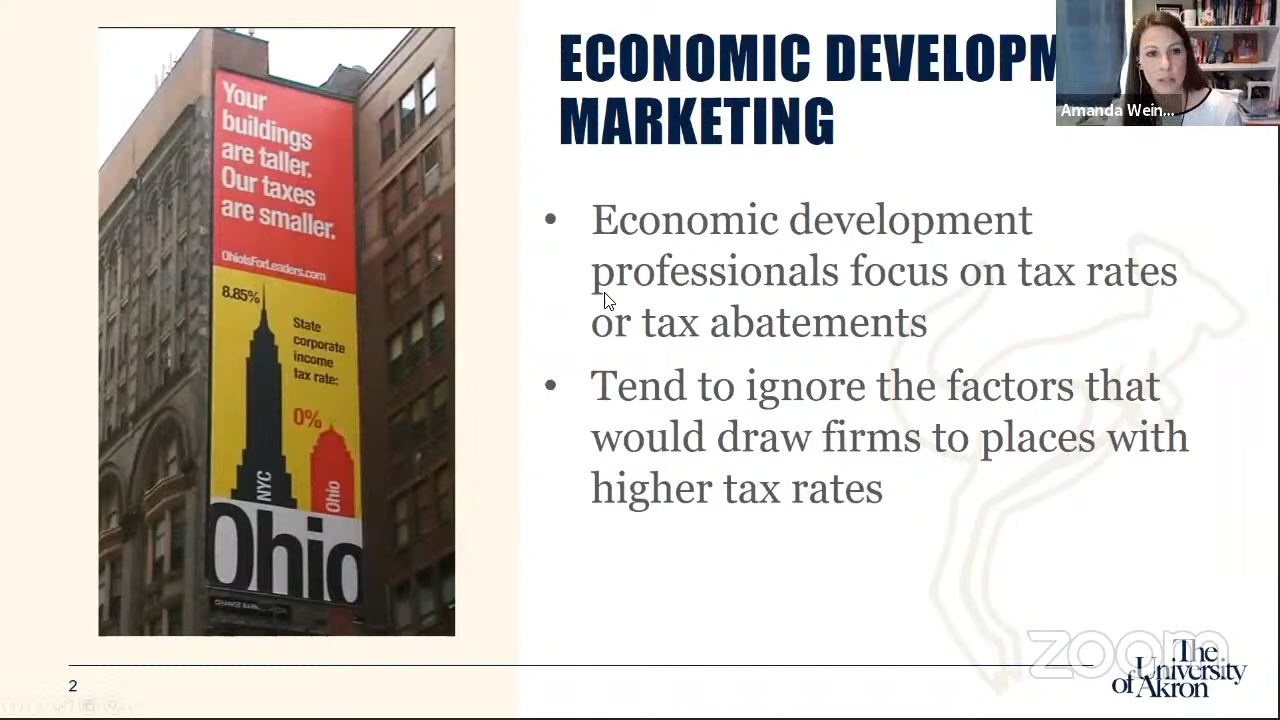 Your
buildings
are taller.
Our taxes
are smaller.
OhioIsForLeaders.com
8.85%
State
corporate
income
tax rate:
0%
NYC
Ohio
Ohio
ECONOMIC DEVELOPM
MARKETING
Amanda Wein...
• Economic development
professionals focus on tax rates
or tax abatements
• Tend to ignore the factors that
would draw firms to places with
higher tax rates
2
zoom
The
University
of Akron